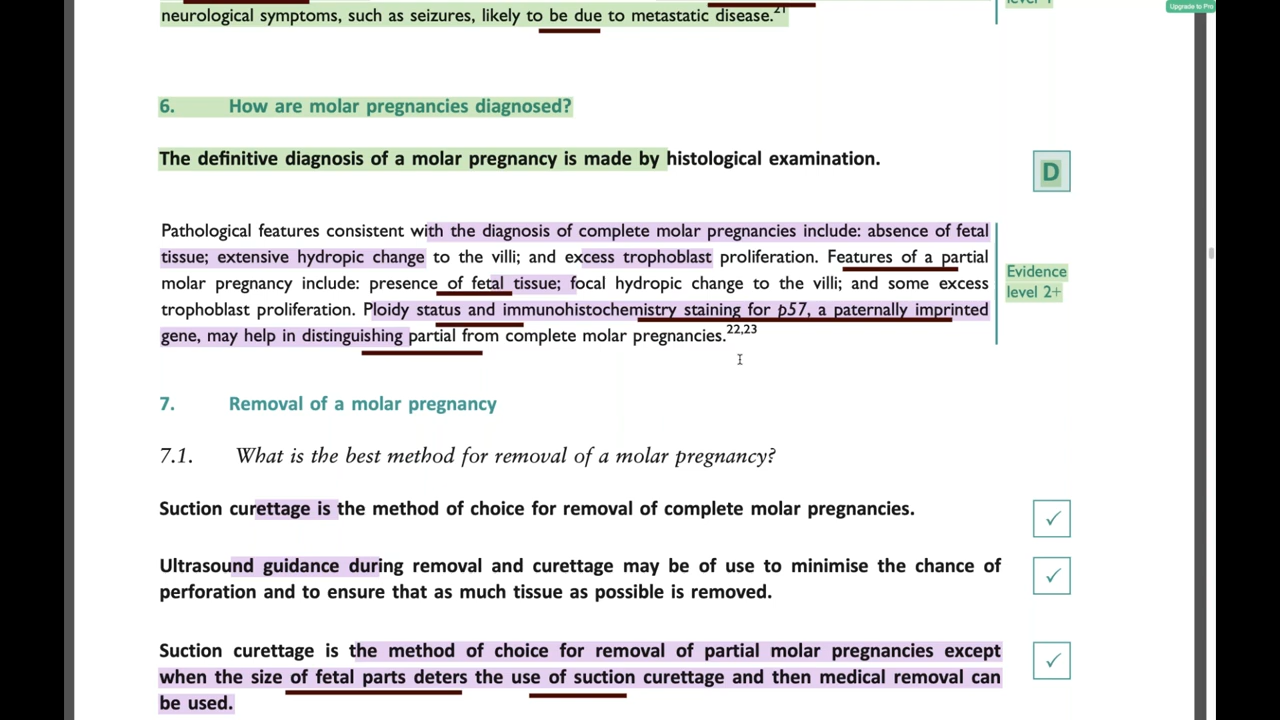 Upgrade to Pro
neurological symptoms, such as seizures, likely to be due to metastatic disease.21
6. How are molar pregnancies diagnosed?
The definitive diagnosis of a molar pregnancy is made by histological examination.
D
Pathological features consistent with the diagnosis of complete molar pregnancies include: absence of fetal
tissue; extensive hydropic change to the villi; and excess trophoblast proliferation. Features of a partial
molar pregnancy include: presence of fetal tissue; focal hydropic change to the villi; and some excess
trophoblast proliferation. Ploidy status and immunohistochemistry staining for p57, a paternally imprinted
gene, may help in distinguishing partial from complete molar pregnancies.22,23
Evidence
level 2+
7. Removal of a molar pregnancy
7.1. What is the best method for removal of a molar pregnancy?
Suction curettage is the method of choice for removal of complete molar pregnancies.
✓
Ultrasound guidance during removal and curettage may be of use to minimise the chance of
perforation and to ensure that as much tissue as possible is removed.
✓
Suction curettage is the method of choice for removal of partial molar pregnancies except
when the size of fetal parts deters the use of suction curettage and then medical removal can
be used.
✓